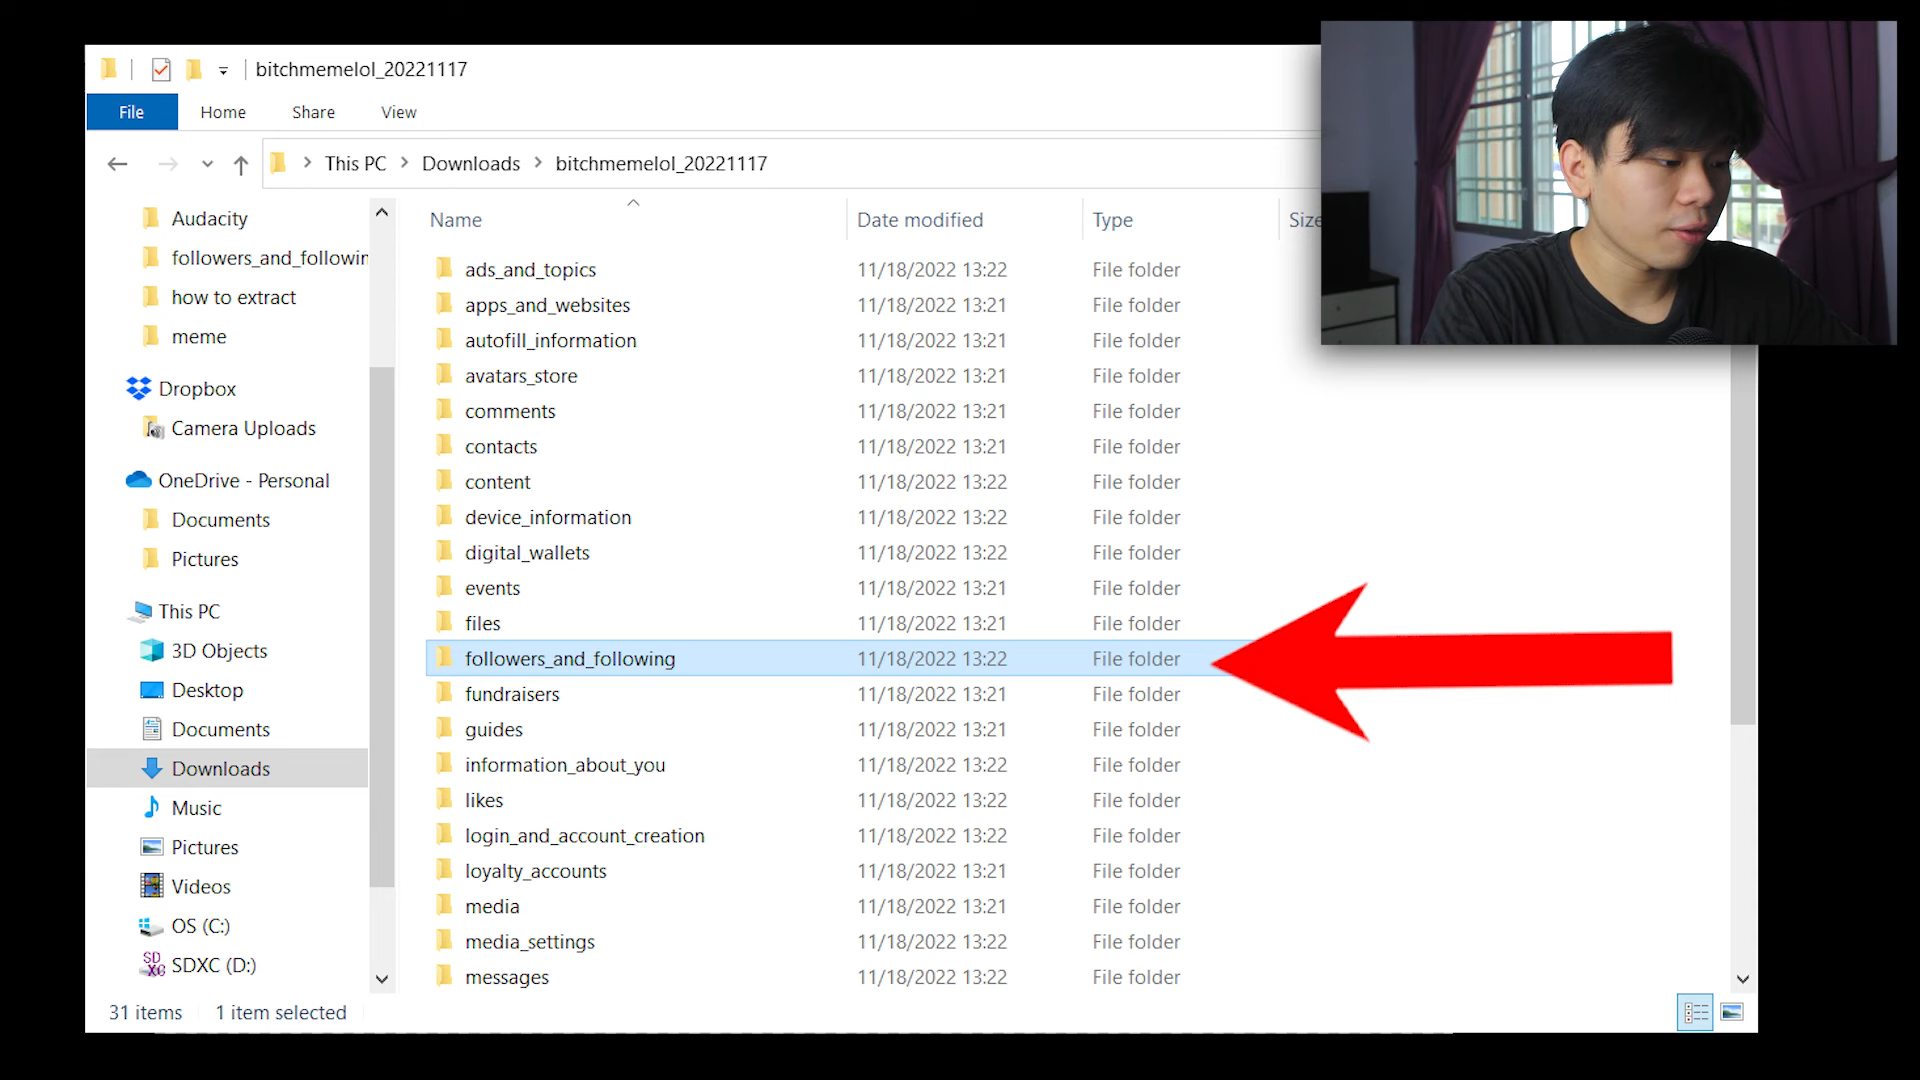 bitchmemelol_20221117
File Home Share View
This PC Downloads bitchmemelol_20221117
Name Date modified Type Size
Audacity
followers_and_followin
how to extract
meme
Dropbox
Camera Uploads
OneDrive - Personal
Documents
Pictures
This PC
3D Objects
Desktop
Documents
Downloads
Music
Pictures
Videos
OS (C:)
SDXC (D:)
ads_and_topics 11/18/2022 13:22 File folder
apps_and_websites 11/18/2022 13:21 File folder
autofill_information 11/18/2022 13:21 File folder
avatars_store 11/18/2022 13:21 File folder
comments 11/18/2022 13:21 File folder
contacts 11/18/2022 13:21 File folder
content 11/18/2022 13:22 File folder
device_information 11/18/2022 13:22 File folder
digital_wallets 11/18/2022 13:22 File folder
events 11/18/2022 13:21 File folder
files 11/18/2022 13:21 File folder
followers_and_following 11/18/2022 13:22 File folder
fundraisers 11/18/2022 13:21 File folder
guides 11/18/2022 13:21 File folder
information_about_you 11/18/2022 13:22 File folder
likes 11/18/2022 13:22 File folder
login_and_account_creation 11/18/2022 13:22 File folder
loyalty_accounts 11/18/2022 13:21 File folder
media 11/18/2022 13:21 File folder
media_settings 11/18/2022 13:22 File folder
messages 11/18/2022 13:22 File folder
31 items 1 item selected